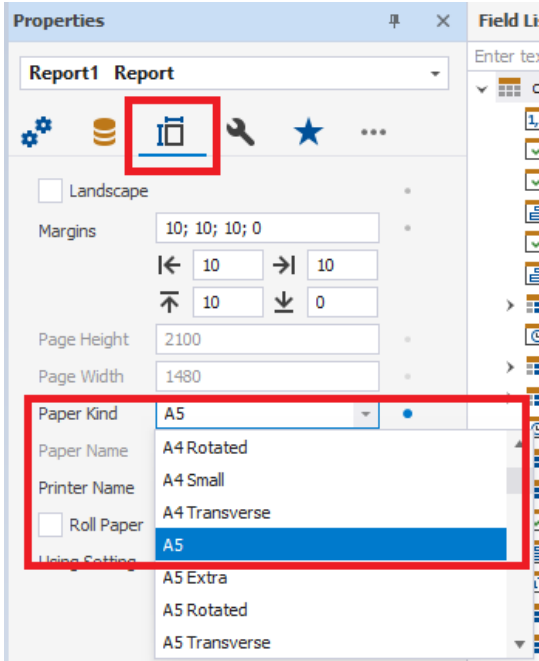 Properties
Field Li
Report1 Report
Enter tex
Landscape
Margins 10; 10; 10; 0
10 10
10 0
Page Height 2100
Page Width 1480
Paper Kind A5
Paper Name
A4 Rotated
Printer Name
A4 Small
A4 Transverse
Roll Paper
A5
Using Setting
A5 Extra
A5 Rotated
A5 Transverse